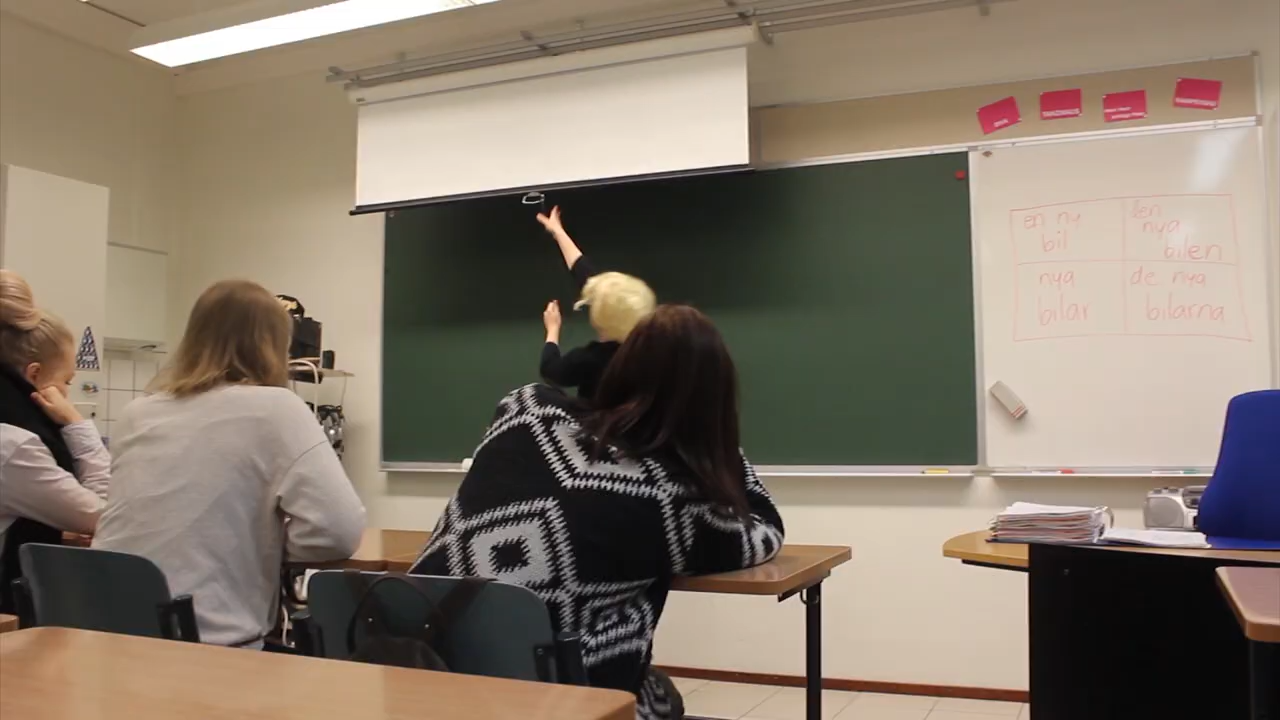 en ny
bil
den
nya
bilen
nya
bilar
de nya
bilarna